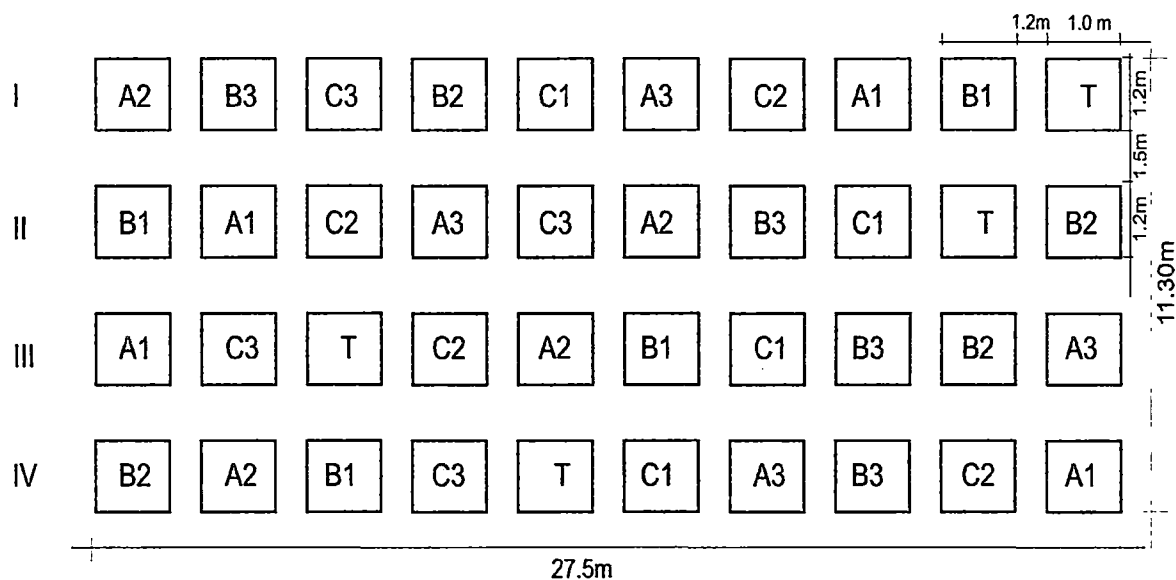 1.2m 1.0 m
I A2 B3 C3 B2 C1 A3 C2 A1 B1 T 1.2m
1.5m
II B1 A1 C2 A3 C3 A2 B3 C1 T B2 1.2m
11.30m
III A1 C3 T C2 A2 B1 C1 B3 B2 A3
IV B2 A2 B1 C3 T C1 A3 B3 C2 A1
27.5m